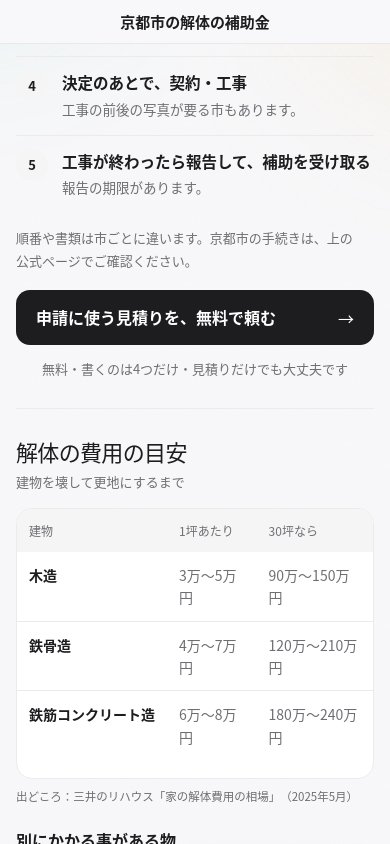 京都市の解体の補助金
4
決定のあとで、契約・工事
工事の前後の写真が要る市もあります。
5
工事が終わったら報告して、補助を受け取る
報告の期限があります。
順番や書類は市ごとに違います。京都市の手続きは、上の
公式ページでご確認ください。
申請に使う見積りを、無料で頼む →
無料・書くのは4つだけ・見積りだけでも大丈夫です
解体の費用の目安
建物を壊して更地にするまで
建物 1坪あたり 30坪なら
木造 3万〜5万円 90万〜150万円
鉄骨造 4万〜7万円 120万〜210万円
鉄筋コンクリート造 6万〜8万円 180万〜240万円
出どころ：三井のリハウス「家の解体費用の相場」（2025年5月）
別にかかる事がある物